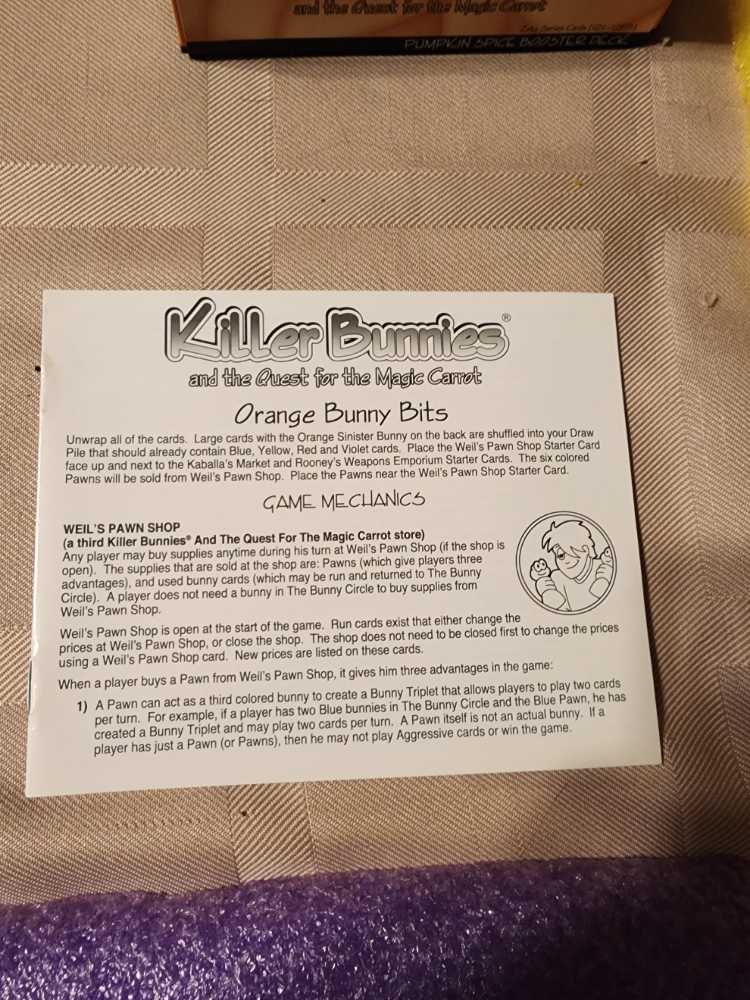 and the Quest for the Magic Carrot
PUMPKIN SPICE BOOSTER DECK
Killer Bunnies®
and the Quest for the Magic Carrot
Orange Bunny Bits
Unwrap all of the cards. Large cards with the Orange Sinister Bunny on the back are shuffled into your Draw
Pile that should already contain Blue, Yellow, Red and Violet cards. Place the Weil's Pawn Shop Starter Card
face up and next to the Kaballa's Market and Rooney's Weapons Emporium Starter Cards. The six colored
Pawns will be sold from Weil's Pawn Shop. Place the Pawns near the Weil's Pawn Shop Starter Card.
GAME MECHANICS
WEIL'S PAWN SHOP
(a third Killer Bunnies® And The Quest For The Magic Carrot store)
Any player may buy supplies anytime during his turn at Weil's Pawn Shop (if the shop is
open). The supplies that are sold at the shop are: Pawns (which give players three
advantages), and used bunny cards (which may be run and returned to The Bunny
Circle). A player does not need a bunny in The Bunny Circle to buy supplies from
Weil's Pawn Shop.
Weil's Pawn Shop is open at the start of the game. Run cards exist that either change the
prices at Weil's Pawn Shop, or close the shop. The shop does not need to be closed first to change the prices
using a Weil's Pawn Shop card. New prices are listed on these cards.
When a player buys a Pawn from Weil's Pawn Shop, it gives him three advantages in the game:
1) A Pawn can act as a third colored bunny to create a Bunny Triplet that allows players to play two cards
per turn. For example, if a player has two Blue bunnies in The Bunny Circle and the Blue Pawn, he has
created a Bunny Triplet and may play two cards per turn. A Pawn itself is not an actual bunny. If a
player has just a Pawn (or Pawns), then he may not play Aggressive cards or win the game.